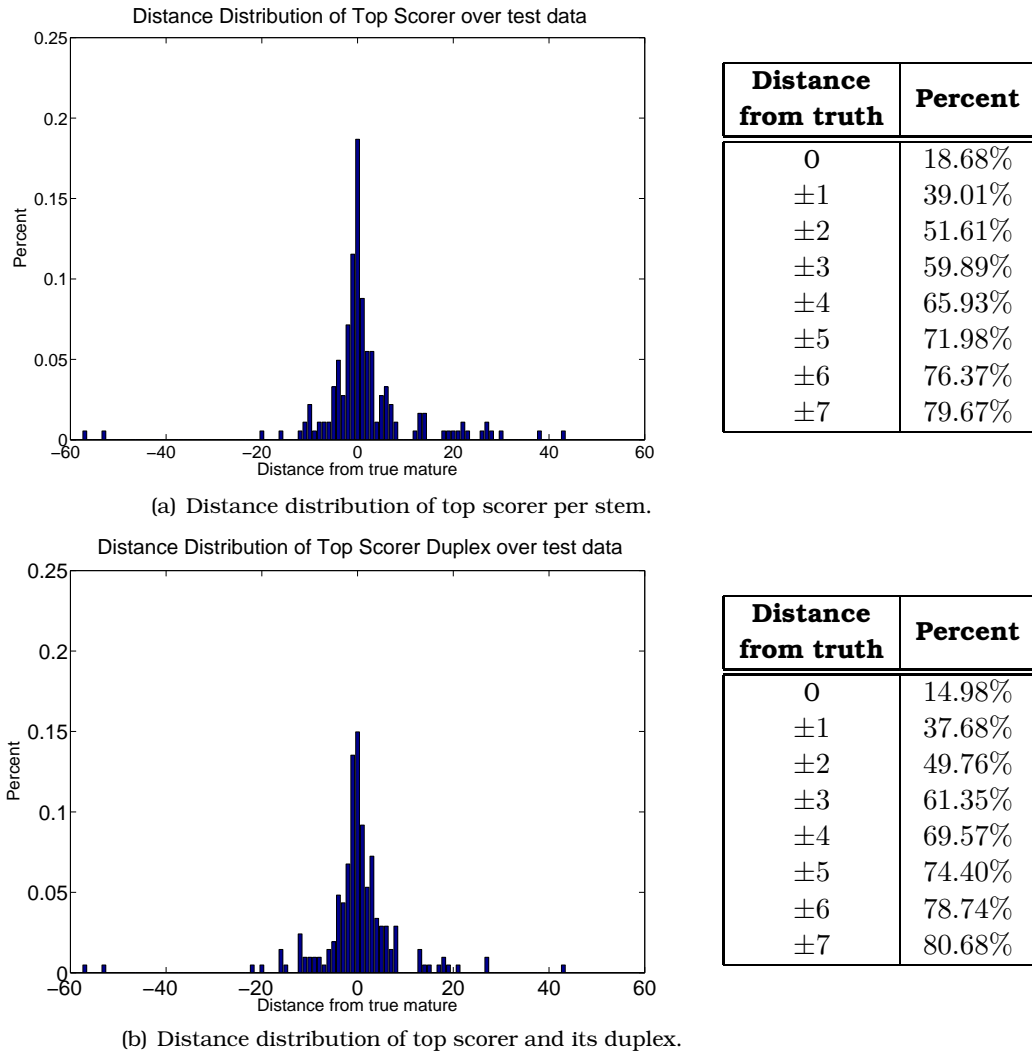 Distance Distribution of Top Scorer over test data
0.25
0.2
0.15
0.1
0.05
0
Percent
−60 −40 −20 0 20 40 60
Distance from true mature
Distance from truth Percent
0 18.68%
±1 39.01%
±2 51.61%
±3 59.89%
±4 65.93%
±5 71.98%
±6 76.37%
±7 79.67%
(a) Distance distribution of top scorer per stem.
Distance Distribution of Top Scorer Duplex over test data
0.25
0.2
0.15
0.1
0.05
0
Percent
−60 −40 −20 0 20 40 60
Distance from true mature
Distance from truth Percent
0 14.98%
±1 37.68%
±2 49.76%
±3 61.35%
±4 69.57%
±5 74.40%
±6 78.74%
±7 80.68%
(b) Distance distribution of top scorer and its duplex.